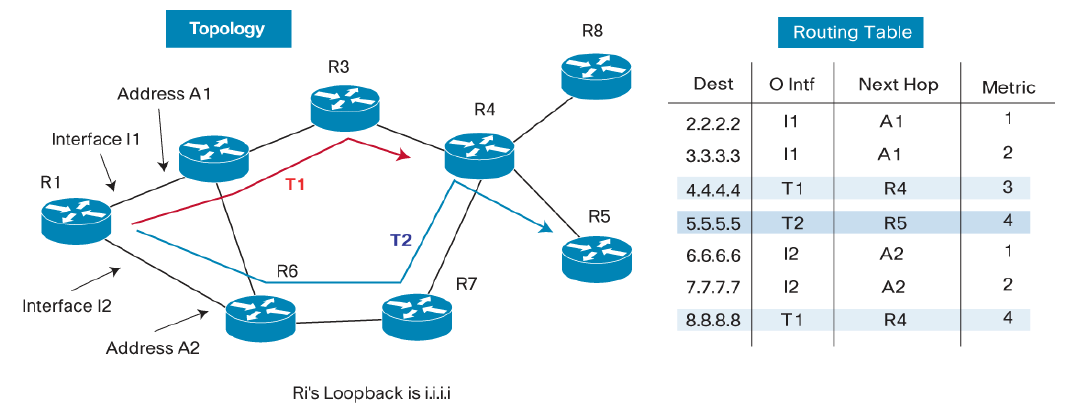 Topology
R8
Routing Table
R3
Address A1
R4
Interface I1
T1
R1
R5
T2
R6
R7
Interface I2
Address A2
Ri's Loopback is i.i.i.i
Dest O Intf Next Hop Metric
2.2.2.2 I1 A1 1
3.3.3.3 I1 A1 2
4.4.4.4 T1 R4 3
5.5.5.5 T2 R5 4
6.6.6.6 I2 A2 1
7.7.7.7 I2 A2 2
8.8.8.8 T1 R4 4